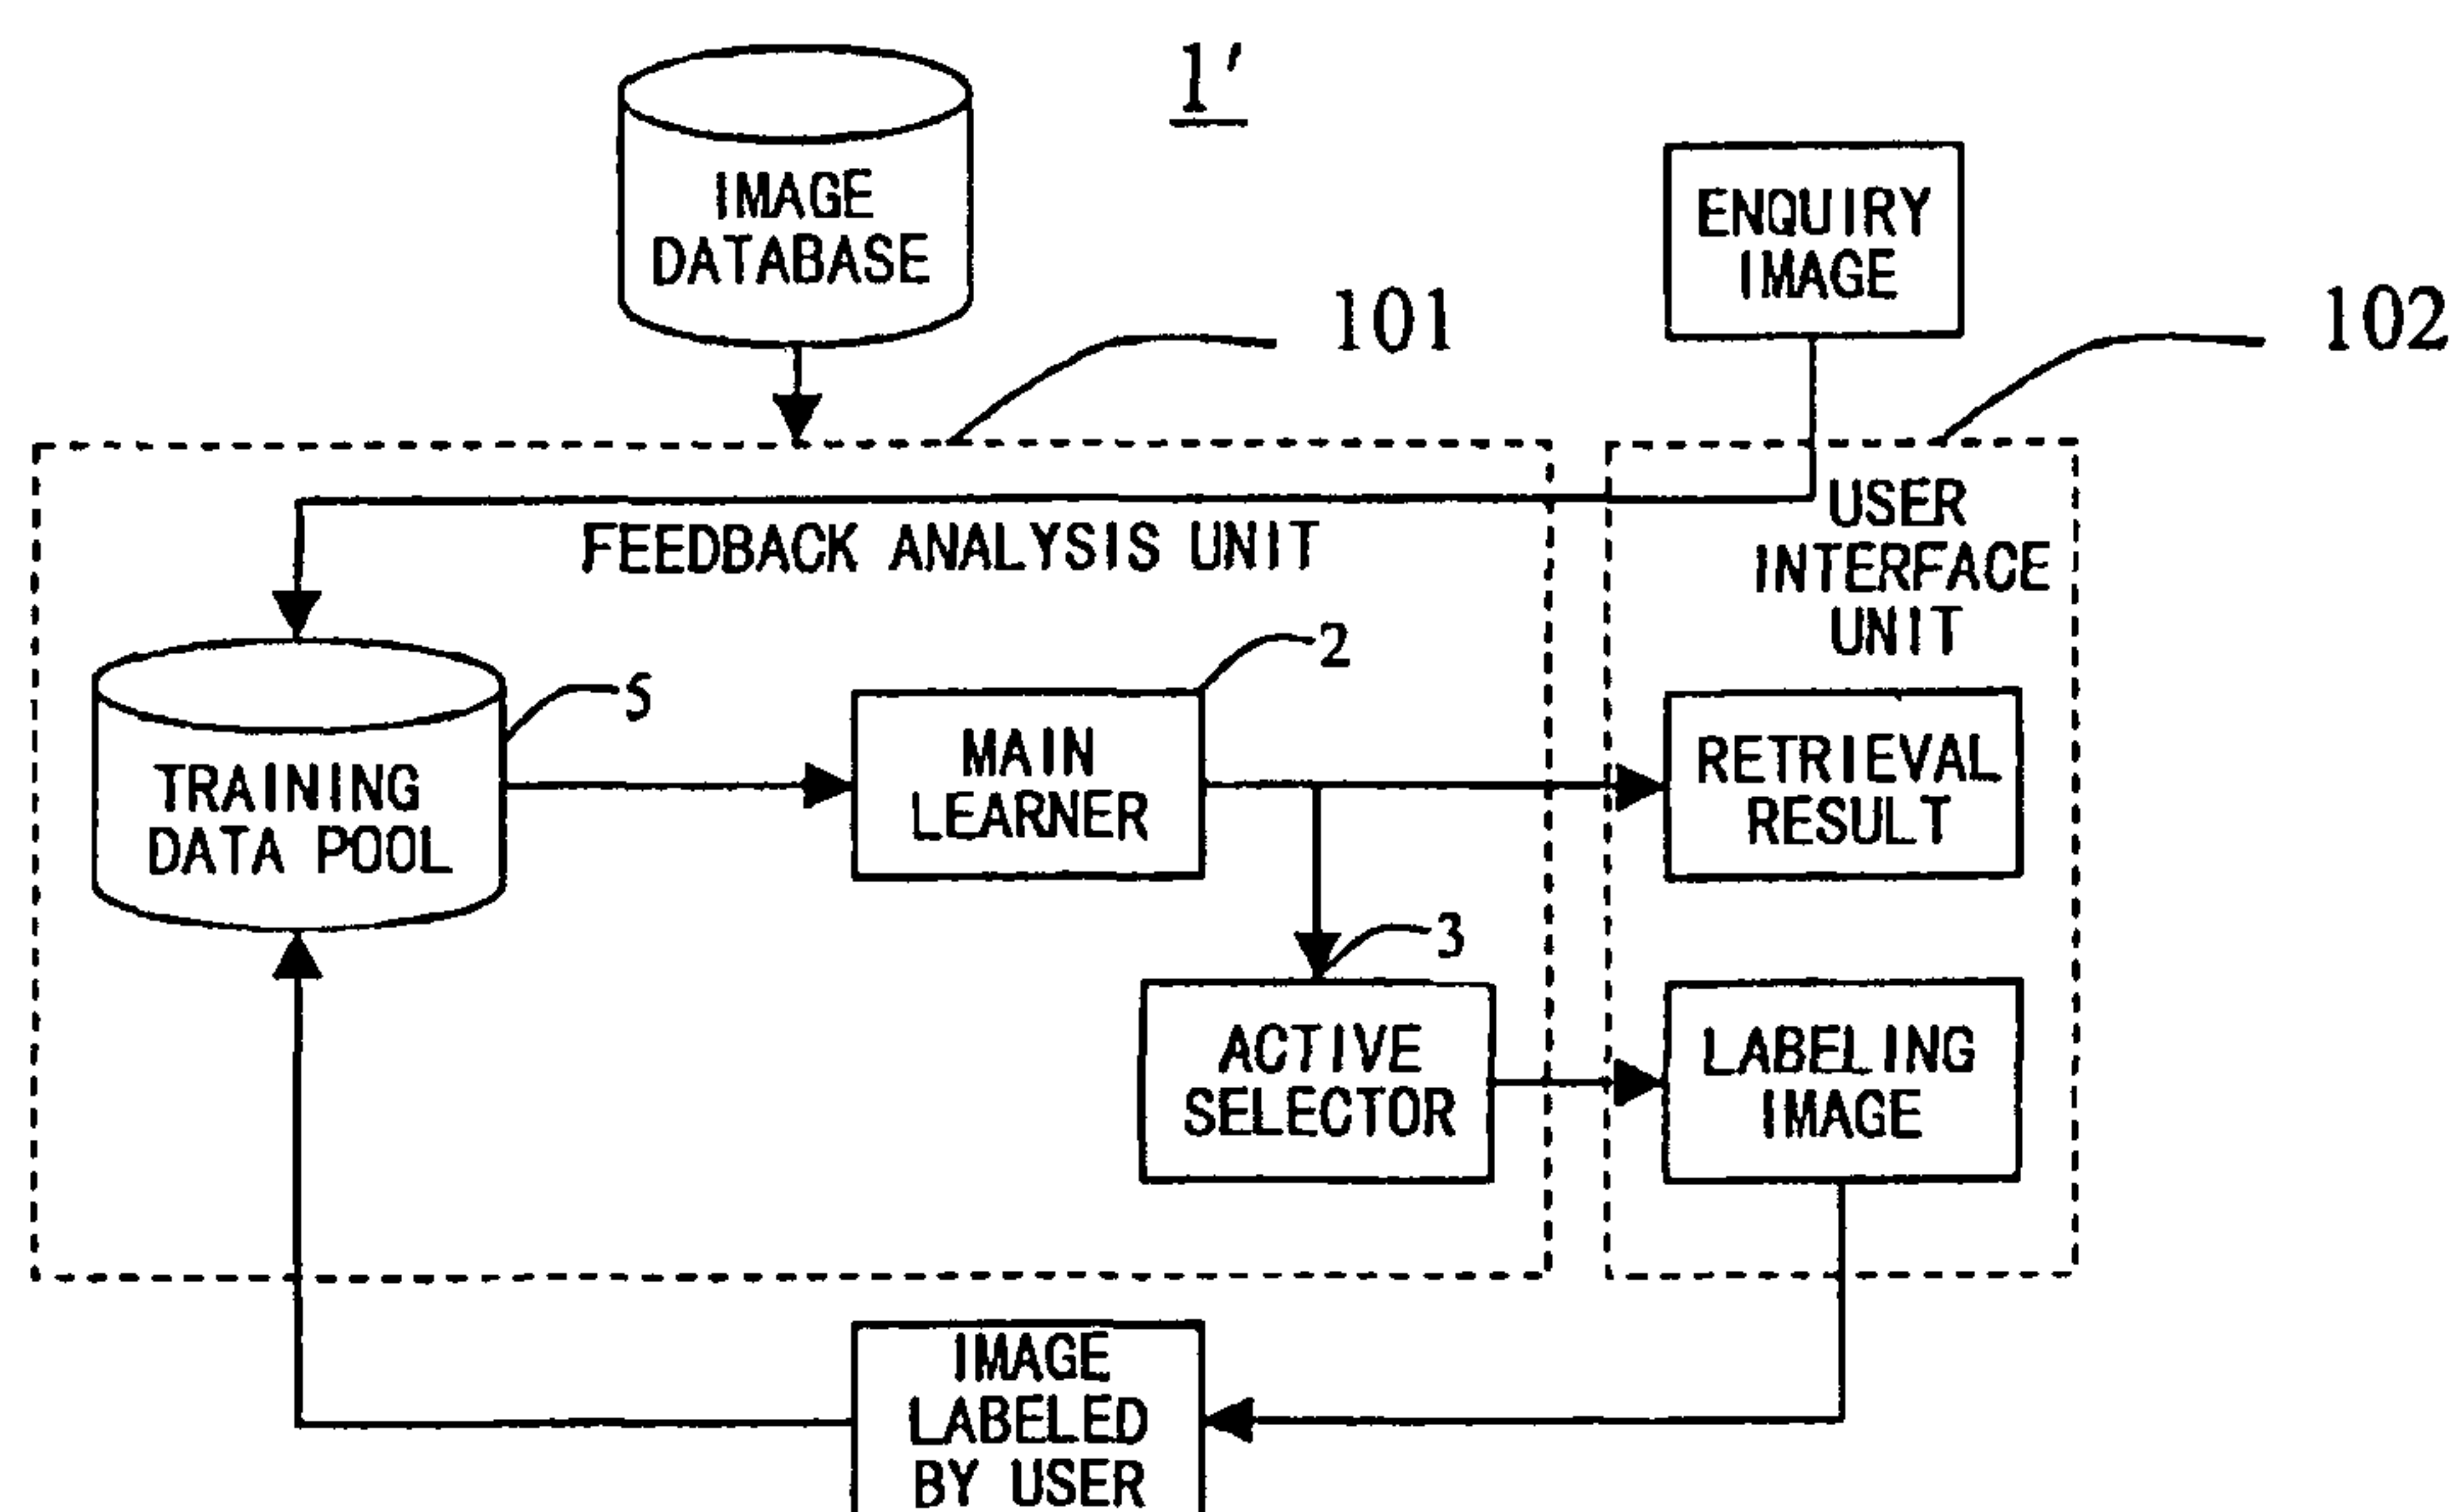 1'
IMAGE
DATABASE
ENQUIRY
IMAGE
101
102
USER
INTERFACE
UNIT
FEEDBACK ANALYSIS UNIT
2
5
TRAINING
DATA POOL
MAIN
LEARNER
RETRIEVAL
RESULT
3
ACTIVE
SELECTOR
LABELING
IMAGE
IMAGE
LABELED
BY USER